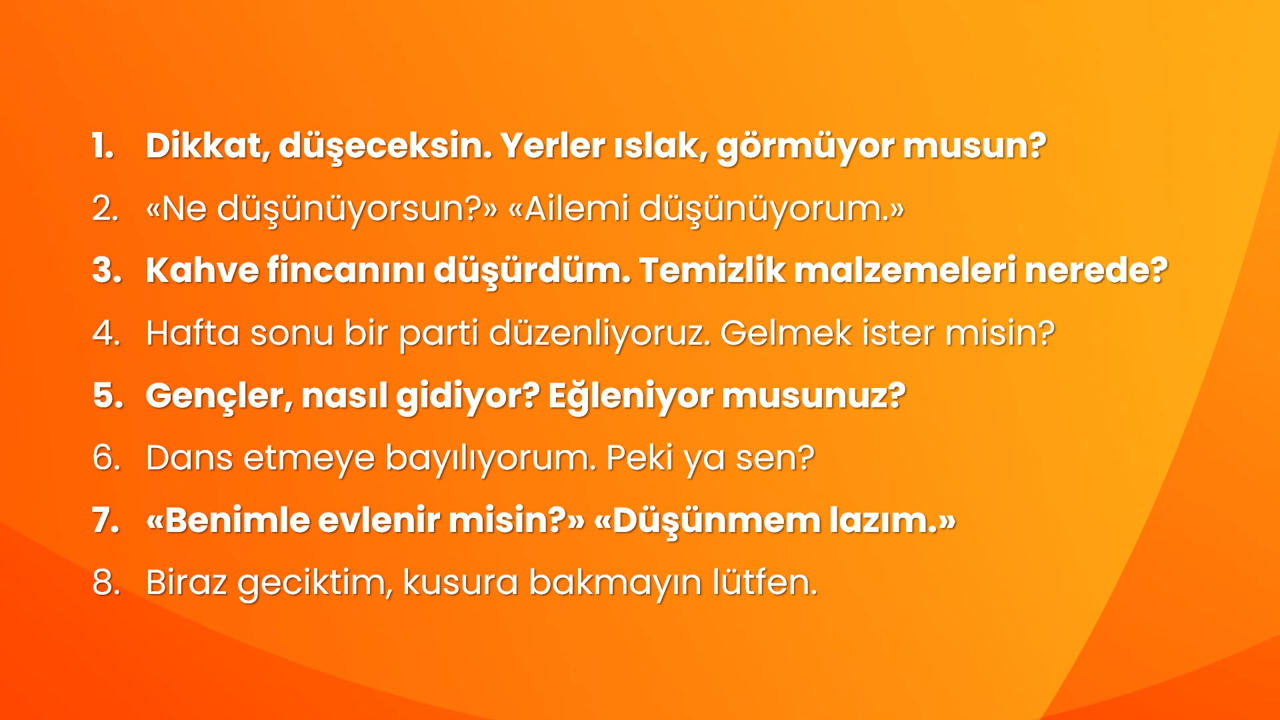 1. Dikkat, düşeceksin. Yerler ıslak, görmüyor musun?
2. «Ne düşünüyorsun?» «Ailemi düşünüyorum.»
3. Kahve fincanını düşürdüm. Temizlik malzemeleri nerede?
4. Hafta sonu bir parti düzenliyoruz. Gelmek ister misin?
5. Gençler, nasıl gidiyor? Eğleniyor musunuz?
6. Dans etmeye bayılıyorum. Peki ya sen?
7. «Benimle evlenir misin?» «Düşünmem lazım.»
8. Biraz geciktim, kusura bakmayın lütfen.